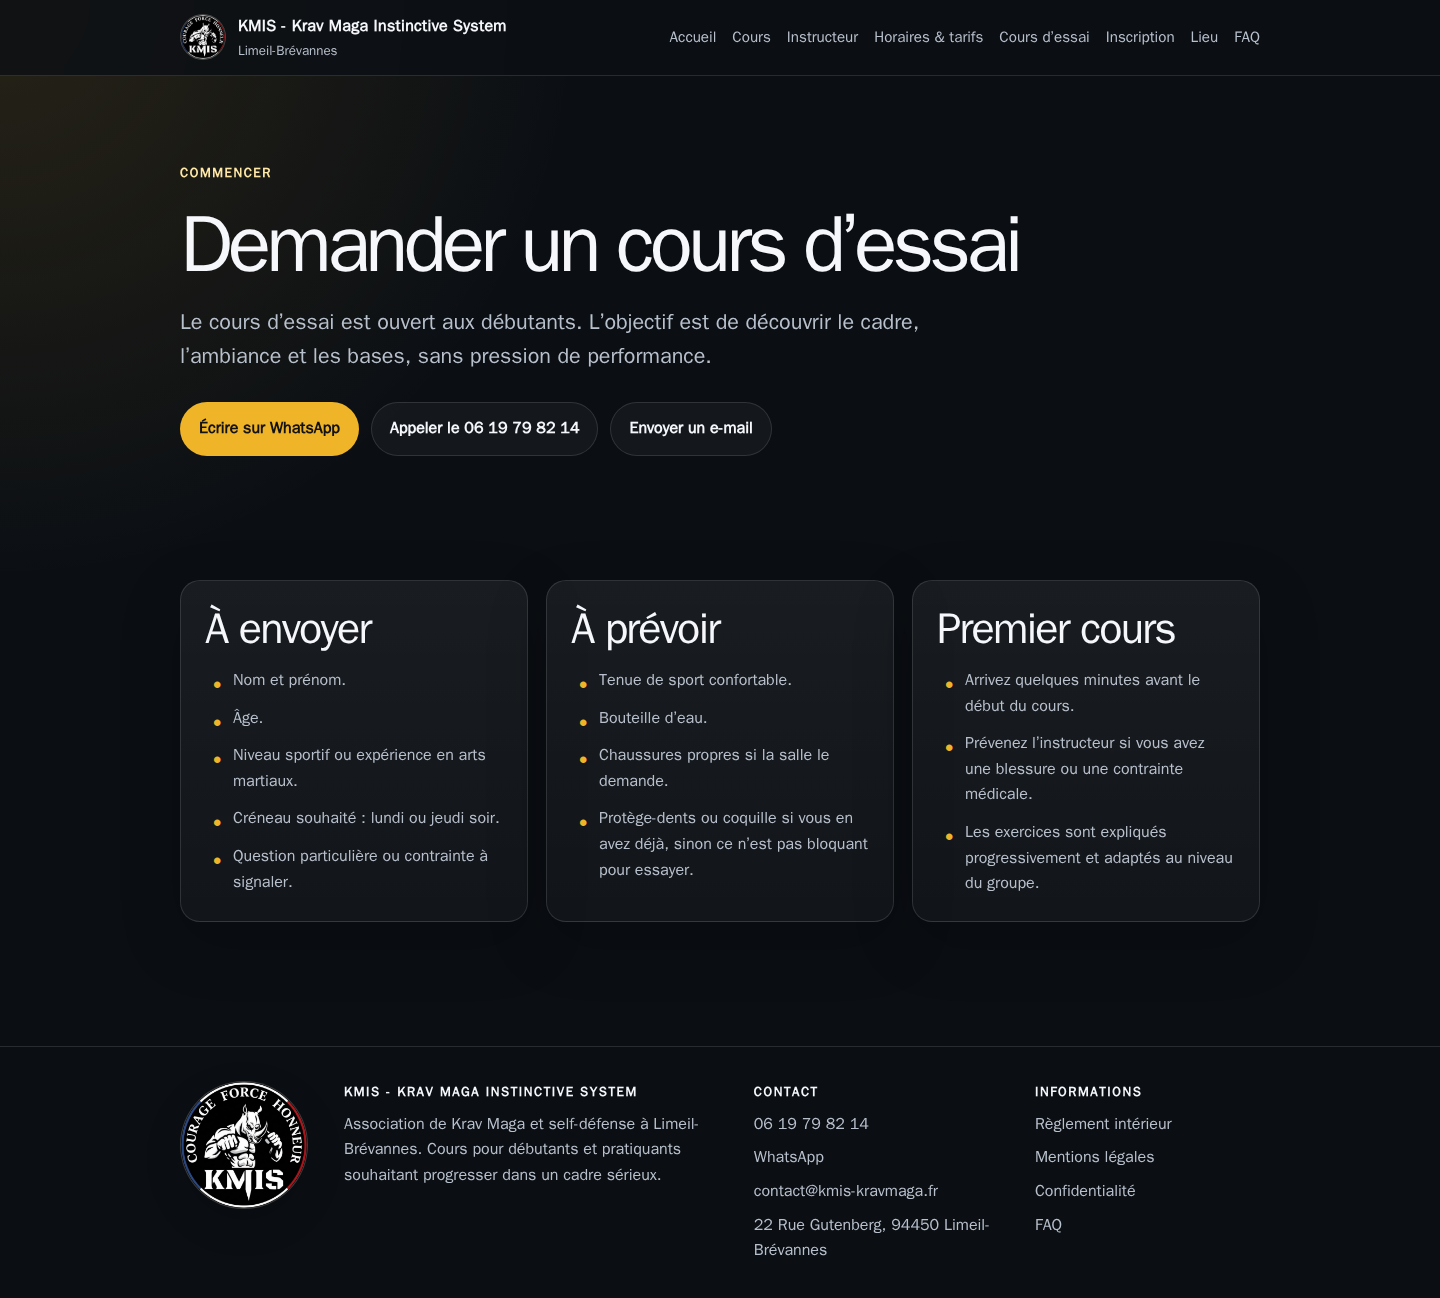 KMIS
KMIS - Krav Maga Instinctive System
Limeil-Brévannes
Accueil Cours Instructeur Horaires & tarifs Cours d’essai Inscription Lieu FAQ
COMMENCER
Demander un cours d’essai
Le cours d’essai est ouvert aux débutants. L’objectif est de découvrir le cadre,
l’ambiance et les bases, sans pression de performance.
Écrire sur WhatsApp
Appeler le 06 19 79 82 14
Envoyer un e-mail
À envoyer
Nom et prénom.
Âge.
Niveau sportif ou expérience en arts
martiaux.
Créneau souhaité : lundi ou jeudi soir.
Question particulière ou contrainte à
signaler.
À prévoir
Tenue de sport confortable.
Bouteille d’eau.
Chaussures propres si la salle le
demande.
Protège-dents ou coquille si vous en
avez déjà, sinon ce n’est pas bloquant
pour essayer.
Premier cours
Arrivez quelques minutes avant le
début du cours.
Prévenez l’instructeur si vous avez
une blessure ou une contrainte
médicale.
Les exercices sont expliqués
progressivement et adaptés au niveau
du groupe.
COURAGE FORCE HONNEUR
KMIS
KMIS - KRAV MAGA INSTINCTIVE SYSTEM
Association de Krav Maga et self-défense à Limeil-
Brévannes. Cours pour débutants et pratiquants
souhaitant progresser dans un cadre sérieux.
CONTACT
06 19 79 82 14
WhatsApp
contact@kmis-kravmaga.fr
22 Rue Gutenberg, 94450 Limeil-
Brévannes
INFORMATIONS
Règlement intérieur
Mentions légales
Confidentialité
FAQ